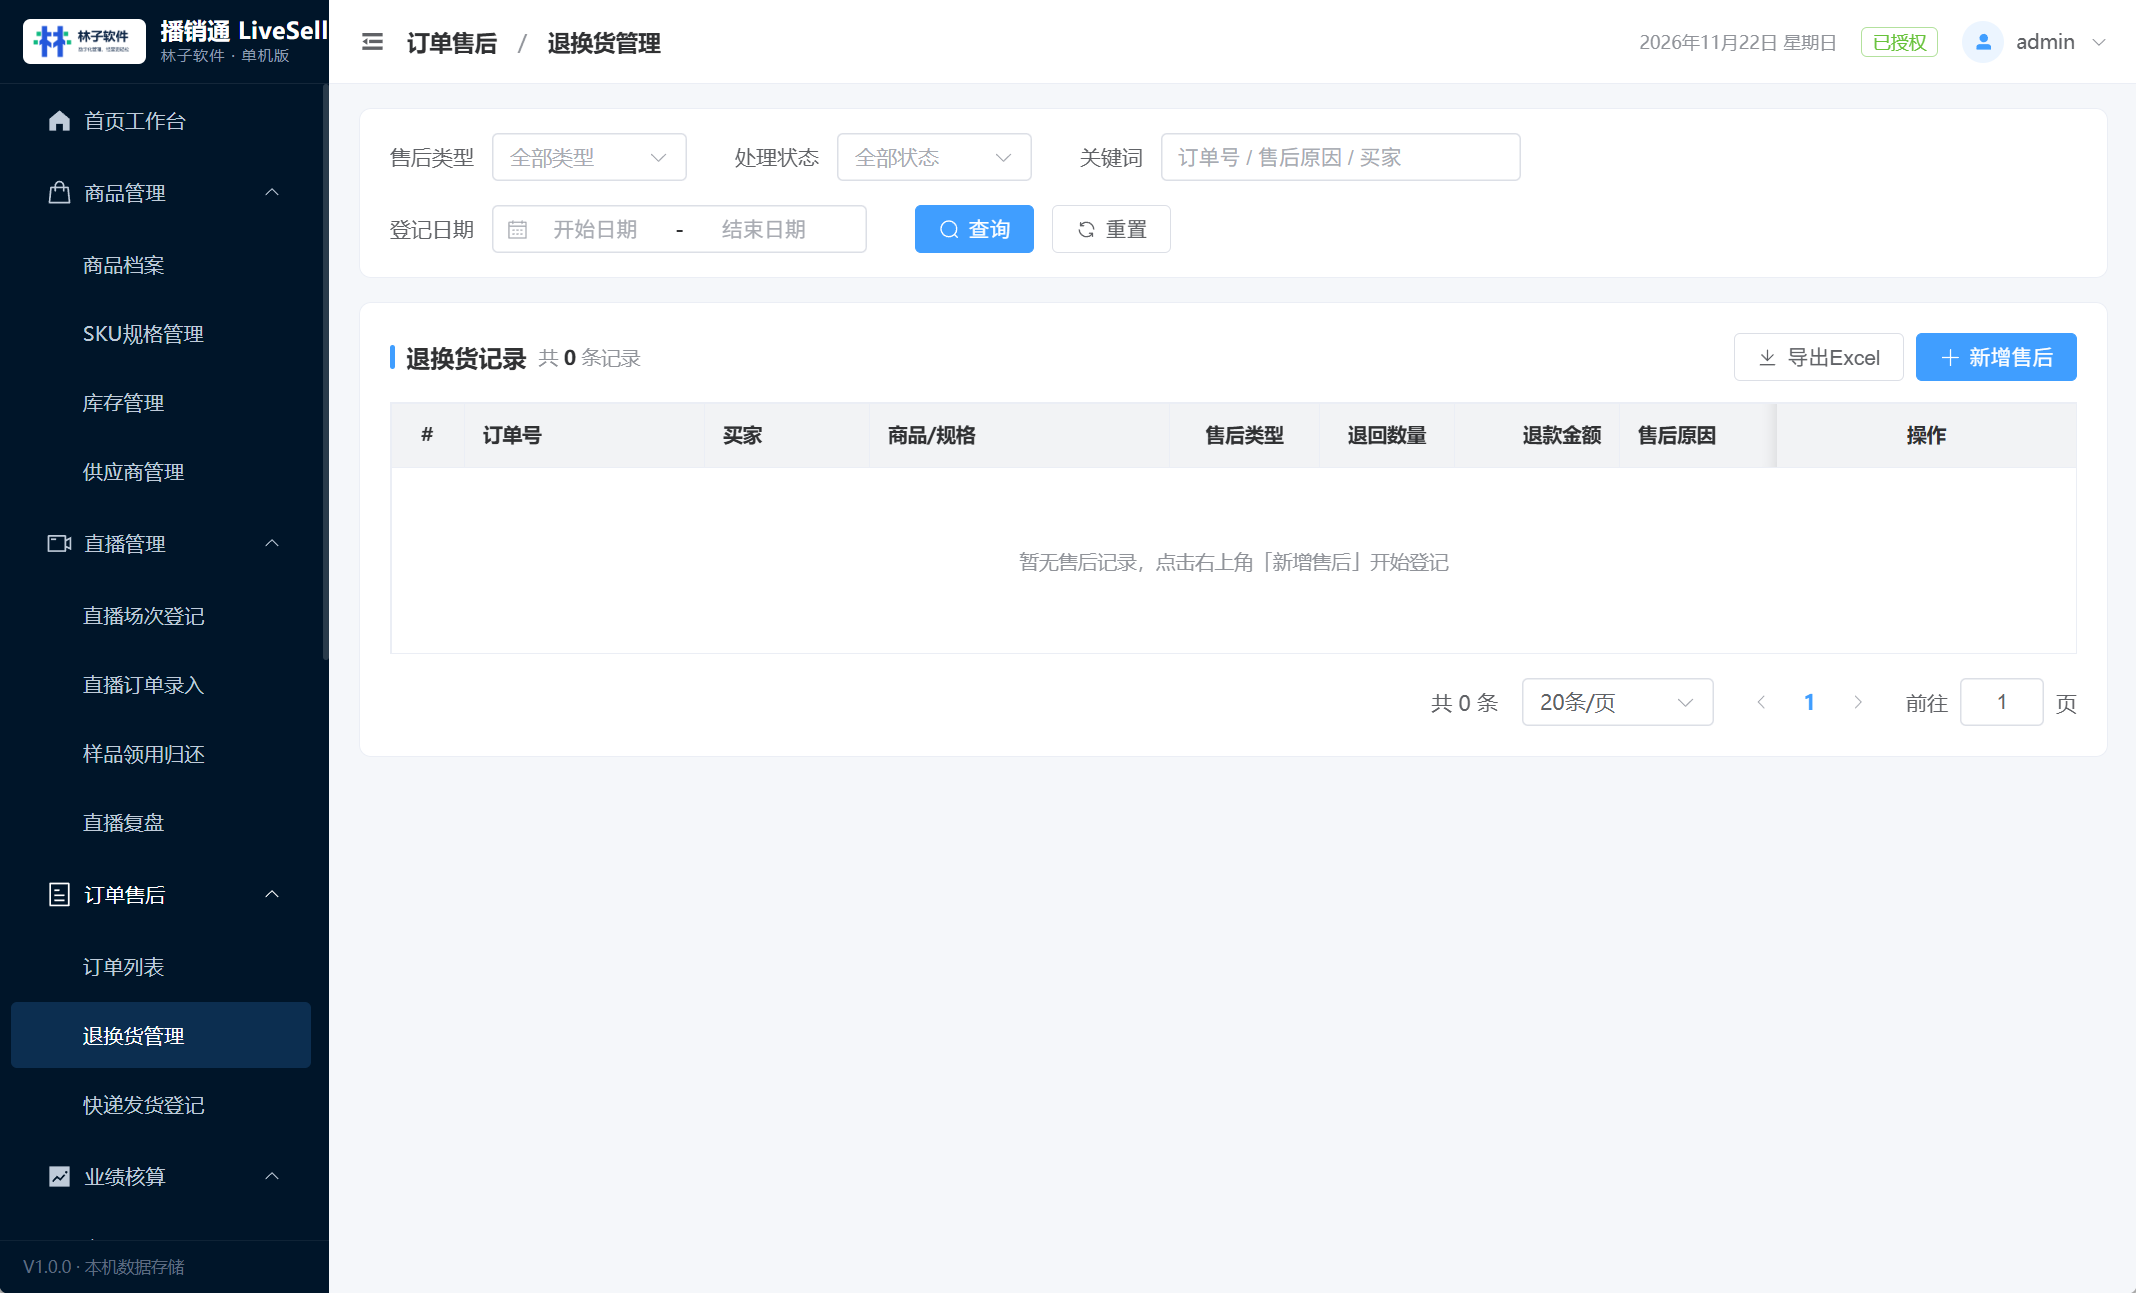 林子软件
播销通 LiveSell
林子软件 · 单机版
首页工作台
商品管理
商品档案
SKU规格管理
库存管理
供应商管理
直播管理
直播场次登记
直播订单录入
样品领用归还
直播复盘
订单售后
订单列表
退换货管理
快递发货登记
业绩核算
V1.0.0 · 本机数据存储
订单售后 / 退换货管理
2026年11月22日 星期日 已授权 admin
售后类型 全部类型 处理状态 全部状态 关键词 订单号 / 售后原因 / 买家
登记日期 开始日期 - 结束日期 查询 重置
退换货记录 共 0 条记录 导出Excel 新增售后
# 订单号 买家 商品/规格 售后类型 退回数量 退款金额 售后原因 操作
暂无售后记录，点击右上角「新增售后」开始登记
共 0 条 20条/页 1 前往 1 页